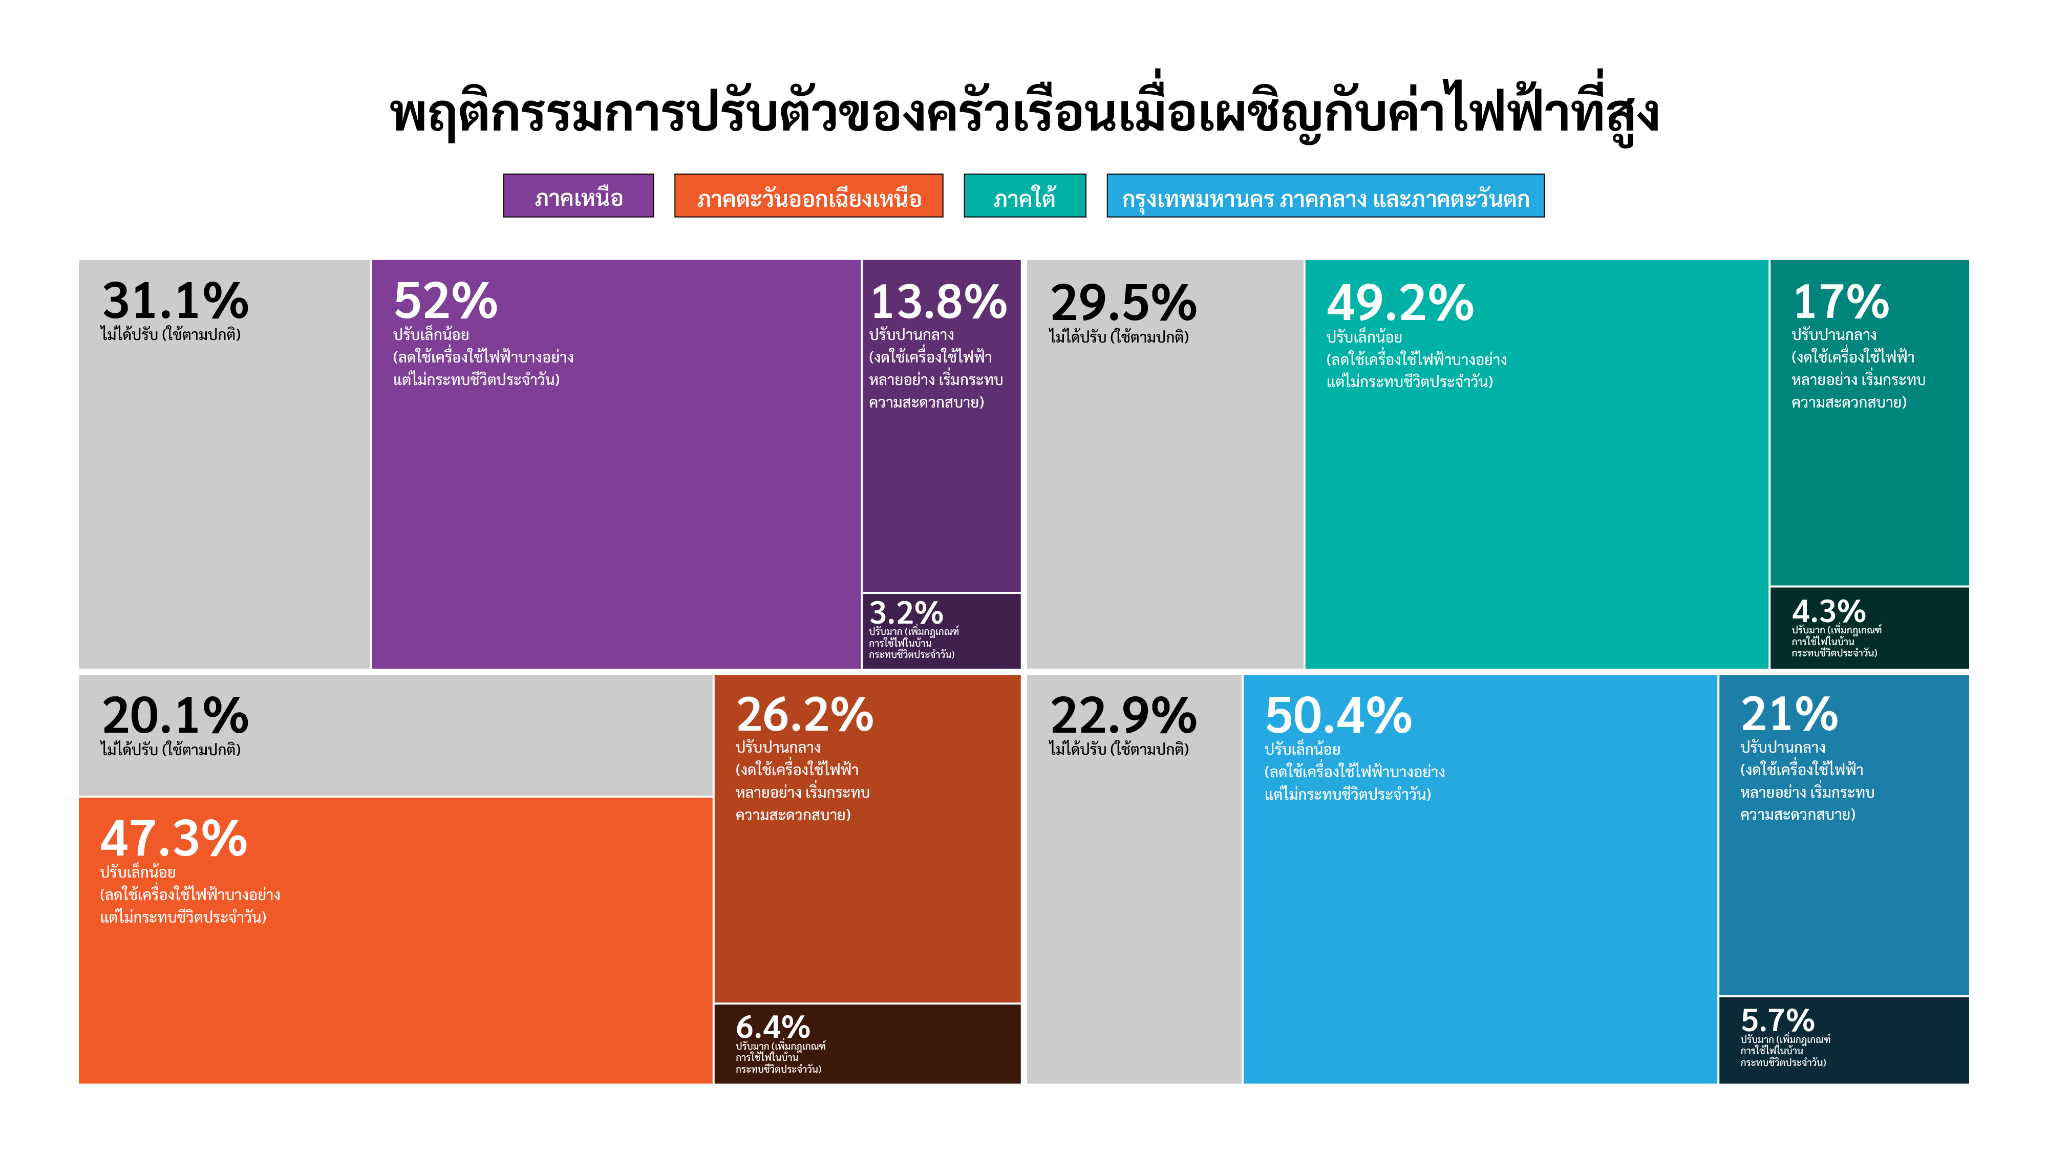 พฤติกรรมการปรับตัวของครัวเรือนเมื่อเผชิญกับค่าไฟฟ้าที่สูง
ภาคเหนือ
ภาคตะวันออกเฉียงเหนือ
ภาคใต้
กรุงเทพมหานคร ภาคกลาง และภาคตะวันตก
31.1%
ไม่ได้ปรับ (ใช้ตามปกติ)
52%
ปรับเล็กน้อย
(ลดใช้เครื่องใช้ไฟฟ้าบางอย่าง
แต่ไม่กระทบชีวิตประจำวัน)
13.8%
ปรับปานกลาง
(งดใช้เครื่องใช้ไฟฟ้า
หลายอย่าง เริ่มกระทบ
ความสะดวกสบาย)
3.2%
ปรับมาก (เพิ่มกฎเกณฑ์
การใช้ไฟในบ้าน
กระทบชีวิตประจำวัน)
29.5%
ไม่ได้ปรับ (ใช้ตามปกติ)
49.2%
ปรับเล็กน้อย
(ลดใช้เครื่องใช้ไฟฟ้าบางอย่าง
แต่ไม่กระทบชีวิตประจำวัน)
17%
ปรับปานกลาง
(งดใช้เครื่องใช้ไฟฟ้า
หลายอย่าง เริ่มกระทบ
ความสะดวกสบาย)
4.3%
ปรับมาก (เพิ่มกฎเกณฑ์
การใช้ไฟในบ้าน
กระทบชีวิตประจำวัน)
20.1%
ไม่ได้ปรับ (ใช้ตามปกติ)
47.3%
ปรับเล็กน้อย
(ลดใช้เครื่องใช้ไฟฟ้าบางอย่าง
แต่ไม่กระทบชีวิตประจำวัน)
26.2%
ปรับปานกลาง
(งดใช้เครื่องใช้ไฟฟ้า
หลายอย่าง เริ่มกระทบ
ความสะดวกสบาย)
6.4%
ปรับมาก (เพิ่มกฎเกณฑ์
การใช้ไฟในบ้าน
กระทบชีวิตประจำวัน)
22.9%
ไม่ได้ปรับ (ใช้ตามปกติ)
50.4%
ปรับเล็กน้อย
(ลดใช้เครื่องใช้ไฟฟ้าบางอย่าง
แต่ไม่กระทบชีวิตประจำวัน)
21%
ปรับปานกลาง
(งดใช้เครื่องใช้ไฟฟ้า
หลายอย่าง เริ่มกระทบ
ความสะดวกสบาย)
5.7%
ปรับมาก (เพิ่มกฎเกณฑ์
การใช้ไฟในบ้าน
กระทบชีวิตประจำวัน)